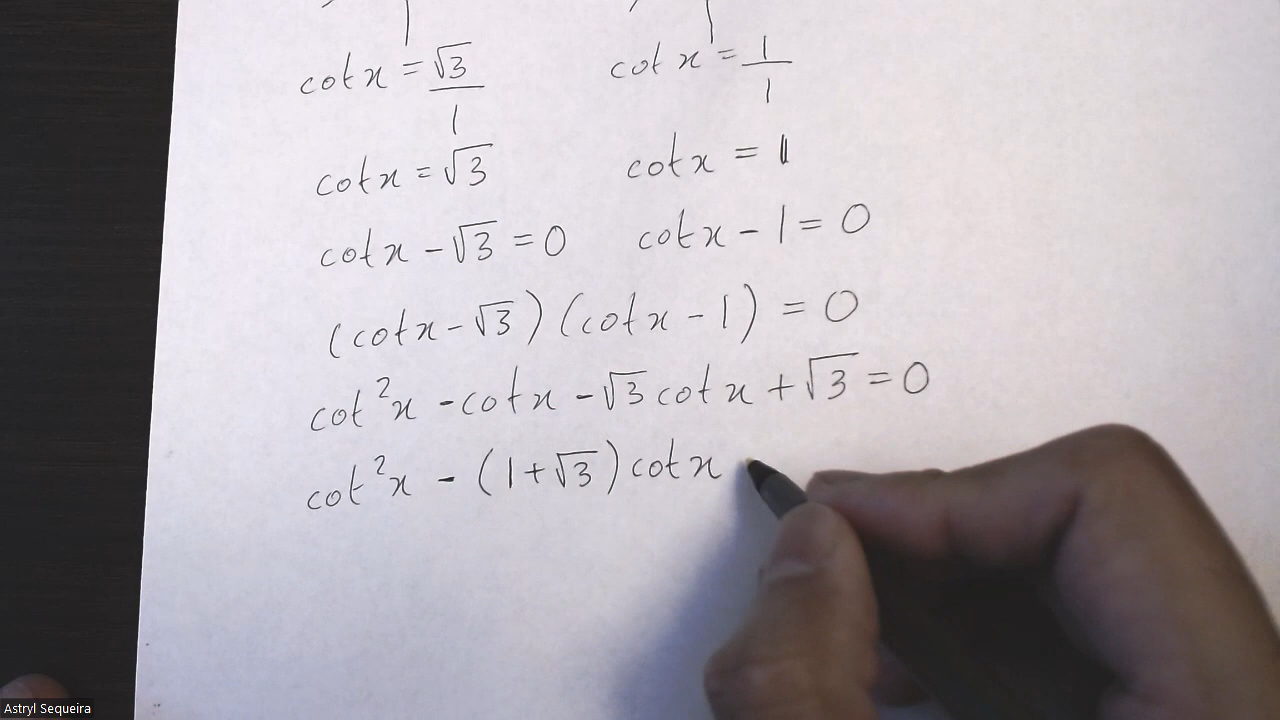 cot x = √3/1 cot x = 1/1
cot x = √3 cot x = 1
cot x - √3 = 0 cot x - 1 = 0
(cot x - √3) (cot x - 1) = 0
cot²x - cot x - √3 cot x + √3 = 0
cot²x - (1 + √3) cot x
Astryl Sequeira